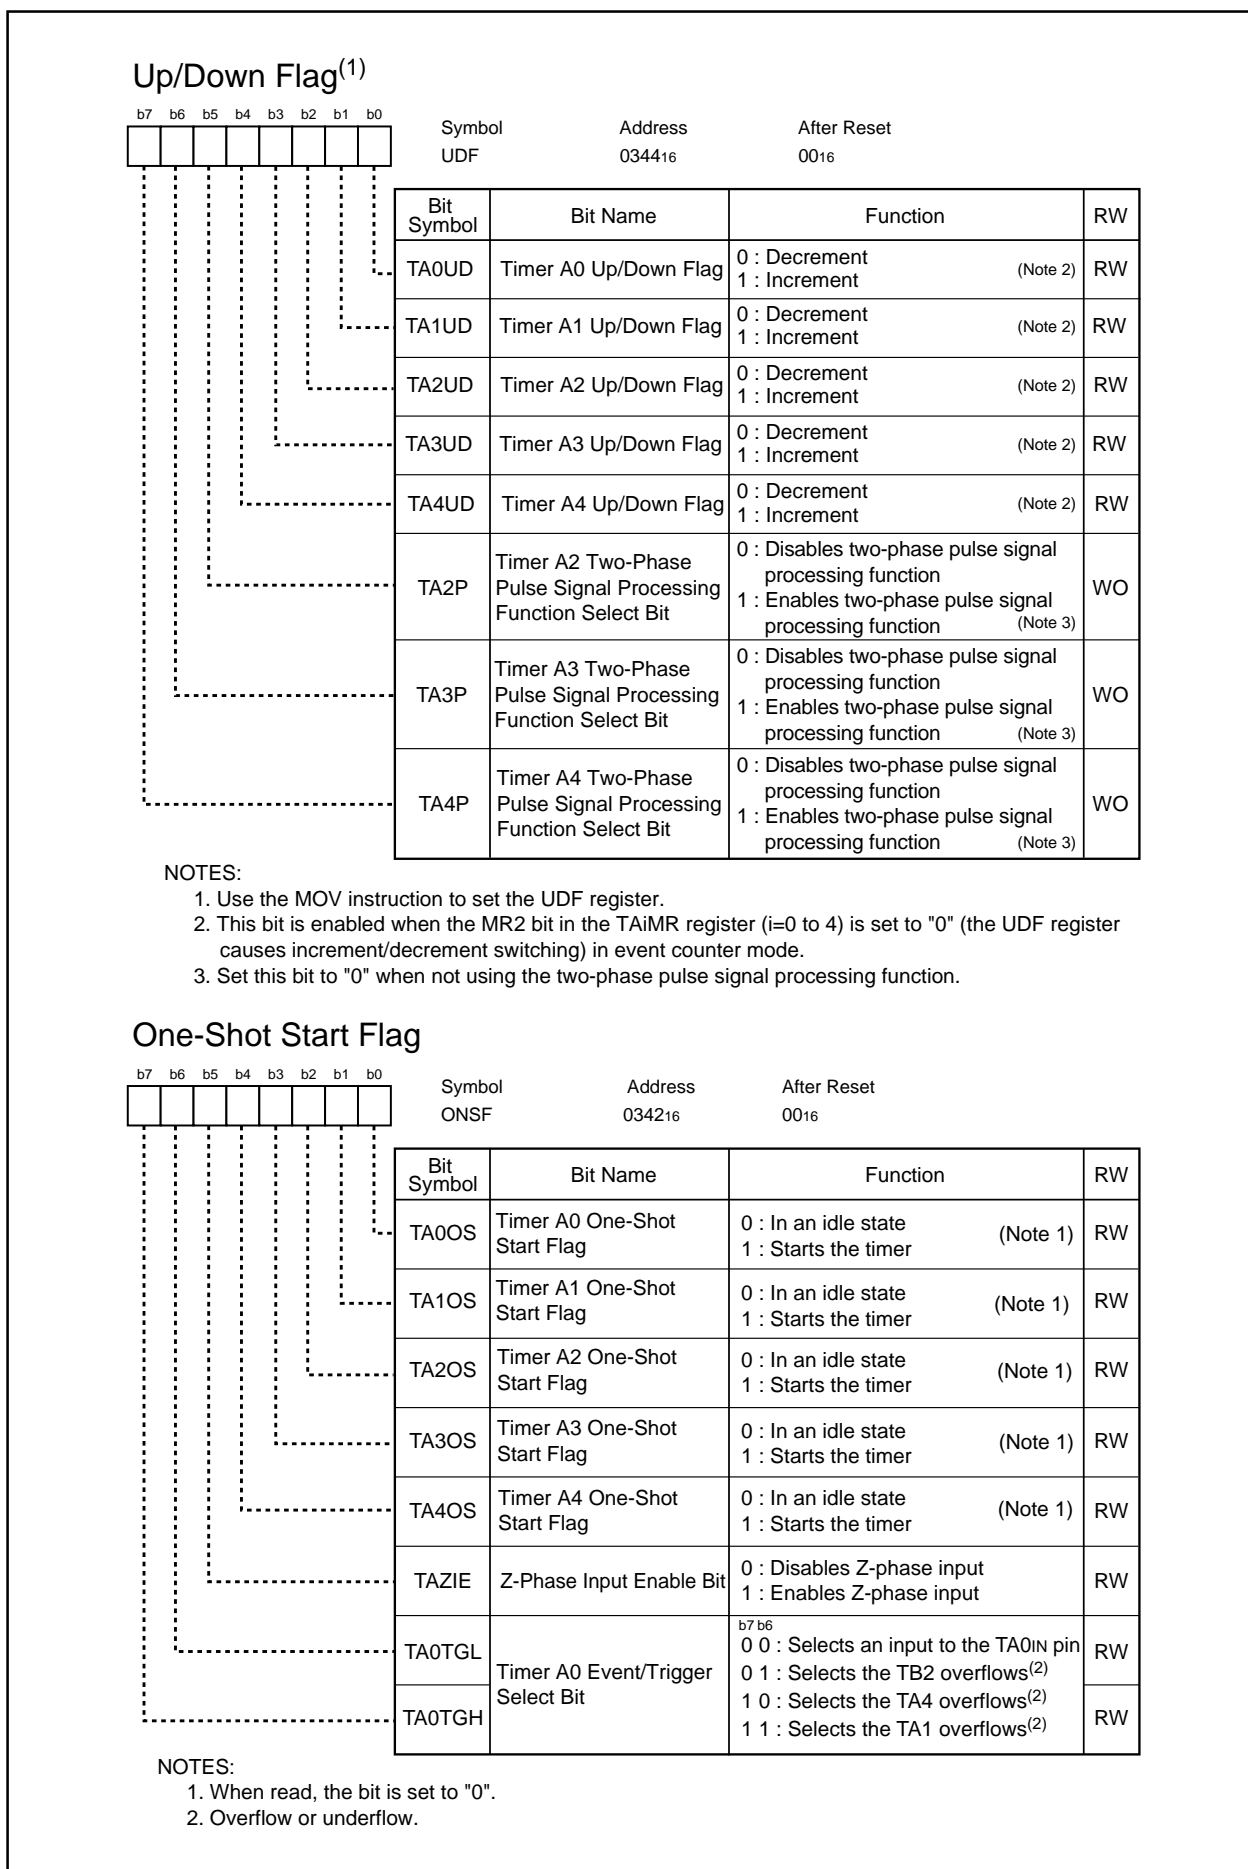 Up/Down Flag(1)
b7 b6 b5 b4 b3 b2 b1 b0
Symbol Address After Reset
UDF 034416 0016
Bit Symbol Bit Name Function RW
TA0UD Timer A0 Up/Down Flag 0 : Decrement
1 : Increment (Note 2) RW
TA1UD Timer A1 Up/Down Flag 0 : Decrement
1 : Increment (Note 2) RW
TA2UD Timer A2 Up/Down Flag 0 : Decrement
1 : Increment (Note 2) RW
TA3UD Timer A3 Up/Down Flag 0 : Decrement
1 : Increment (Note 2) RW
TA4UD Timer A4 Up/Down Flag 0 : Decrement
1 : Increment (Note 2) RW
TA2P
Timer A2 Two-Phase
Pulse Signal Processing
Function Select Bit
0 : Disables two-phase pulse signal
processing function
1 : Enables two-phase pulse signal
processing function (Note 3)
WO
TA3P
Timer A3 Two-Phase
Pulse Signal Processing
Function Select Bit
0 : Disables two-phase pulse signal
processing function
1 : Enables two-phase pulse signal
processing function (Note 3)
WO
TA4P
Timer A4 Two-Phase
Pulse Signal Processing
Function Select Bit
0 : Disables two-phase pulse signal
processing function
1 : Enables two-phase pulse signal
processing function (Note 3)
WO
NOTES:
1. Use the MOV instruction to set the UDF register.
2. This bit is enabled when the MR2 bit in the TAiMR register (i=0 to 4) is set to "0" (the UDF register
causes increment/decrement switching) in event counter mode.
3. Set this bit to "0" when not using the two-phase pulse signal processing function.
One-Shot Start Flag
b7 b6 b5 b4 b3 b2 b1 b0
Symbol Address After Reset
ONSF 034216 0016
Bit Symbol Bit Name Function RW
TA0OS
Timer A0 One-Shot
Start Flag
0 : In an idle state
1 : Starts the timer (Note 1)
RW
TA1OS
Timer A1 One-Shot
Start Flag
0 : In an idle state
1 : Starts the timer (Note 1)
RW
TA2OS
Timer A2 One-Shot
Start Flag
0 : In an idle state
1 : Starts the timer (Note 1)
RW
TA3OS
Timer A3 One-Shot
Start Flag
0 : In an idle state
1 : Starts the timer (Note 1)
RW
TA4OS
Timer A4 One-Shot
Start Flag
0 : In an idle state
1 : Starts the timer (Note 1)
RW
TAZIE Z-Phase Input Enable Bit
0 : Disables Z-phase input
1 : Enables Z-phase input
RW
TA0TGL
TA0TGH
Timer A0 Event/Trigger
Select Bit
b7 b6
0 0 : Selects an input to the TA0IN pin
0 1 : Selects the TB2 overflows(2)
1 0 : Selects the TA4 overflows(2)
1 1 : Selects the TA1 overflows(2)
RW
RW
NOTES:
1. When read, the bit is set to "0".
2. Overflow or underflow.